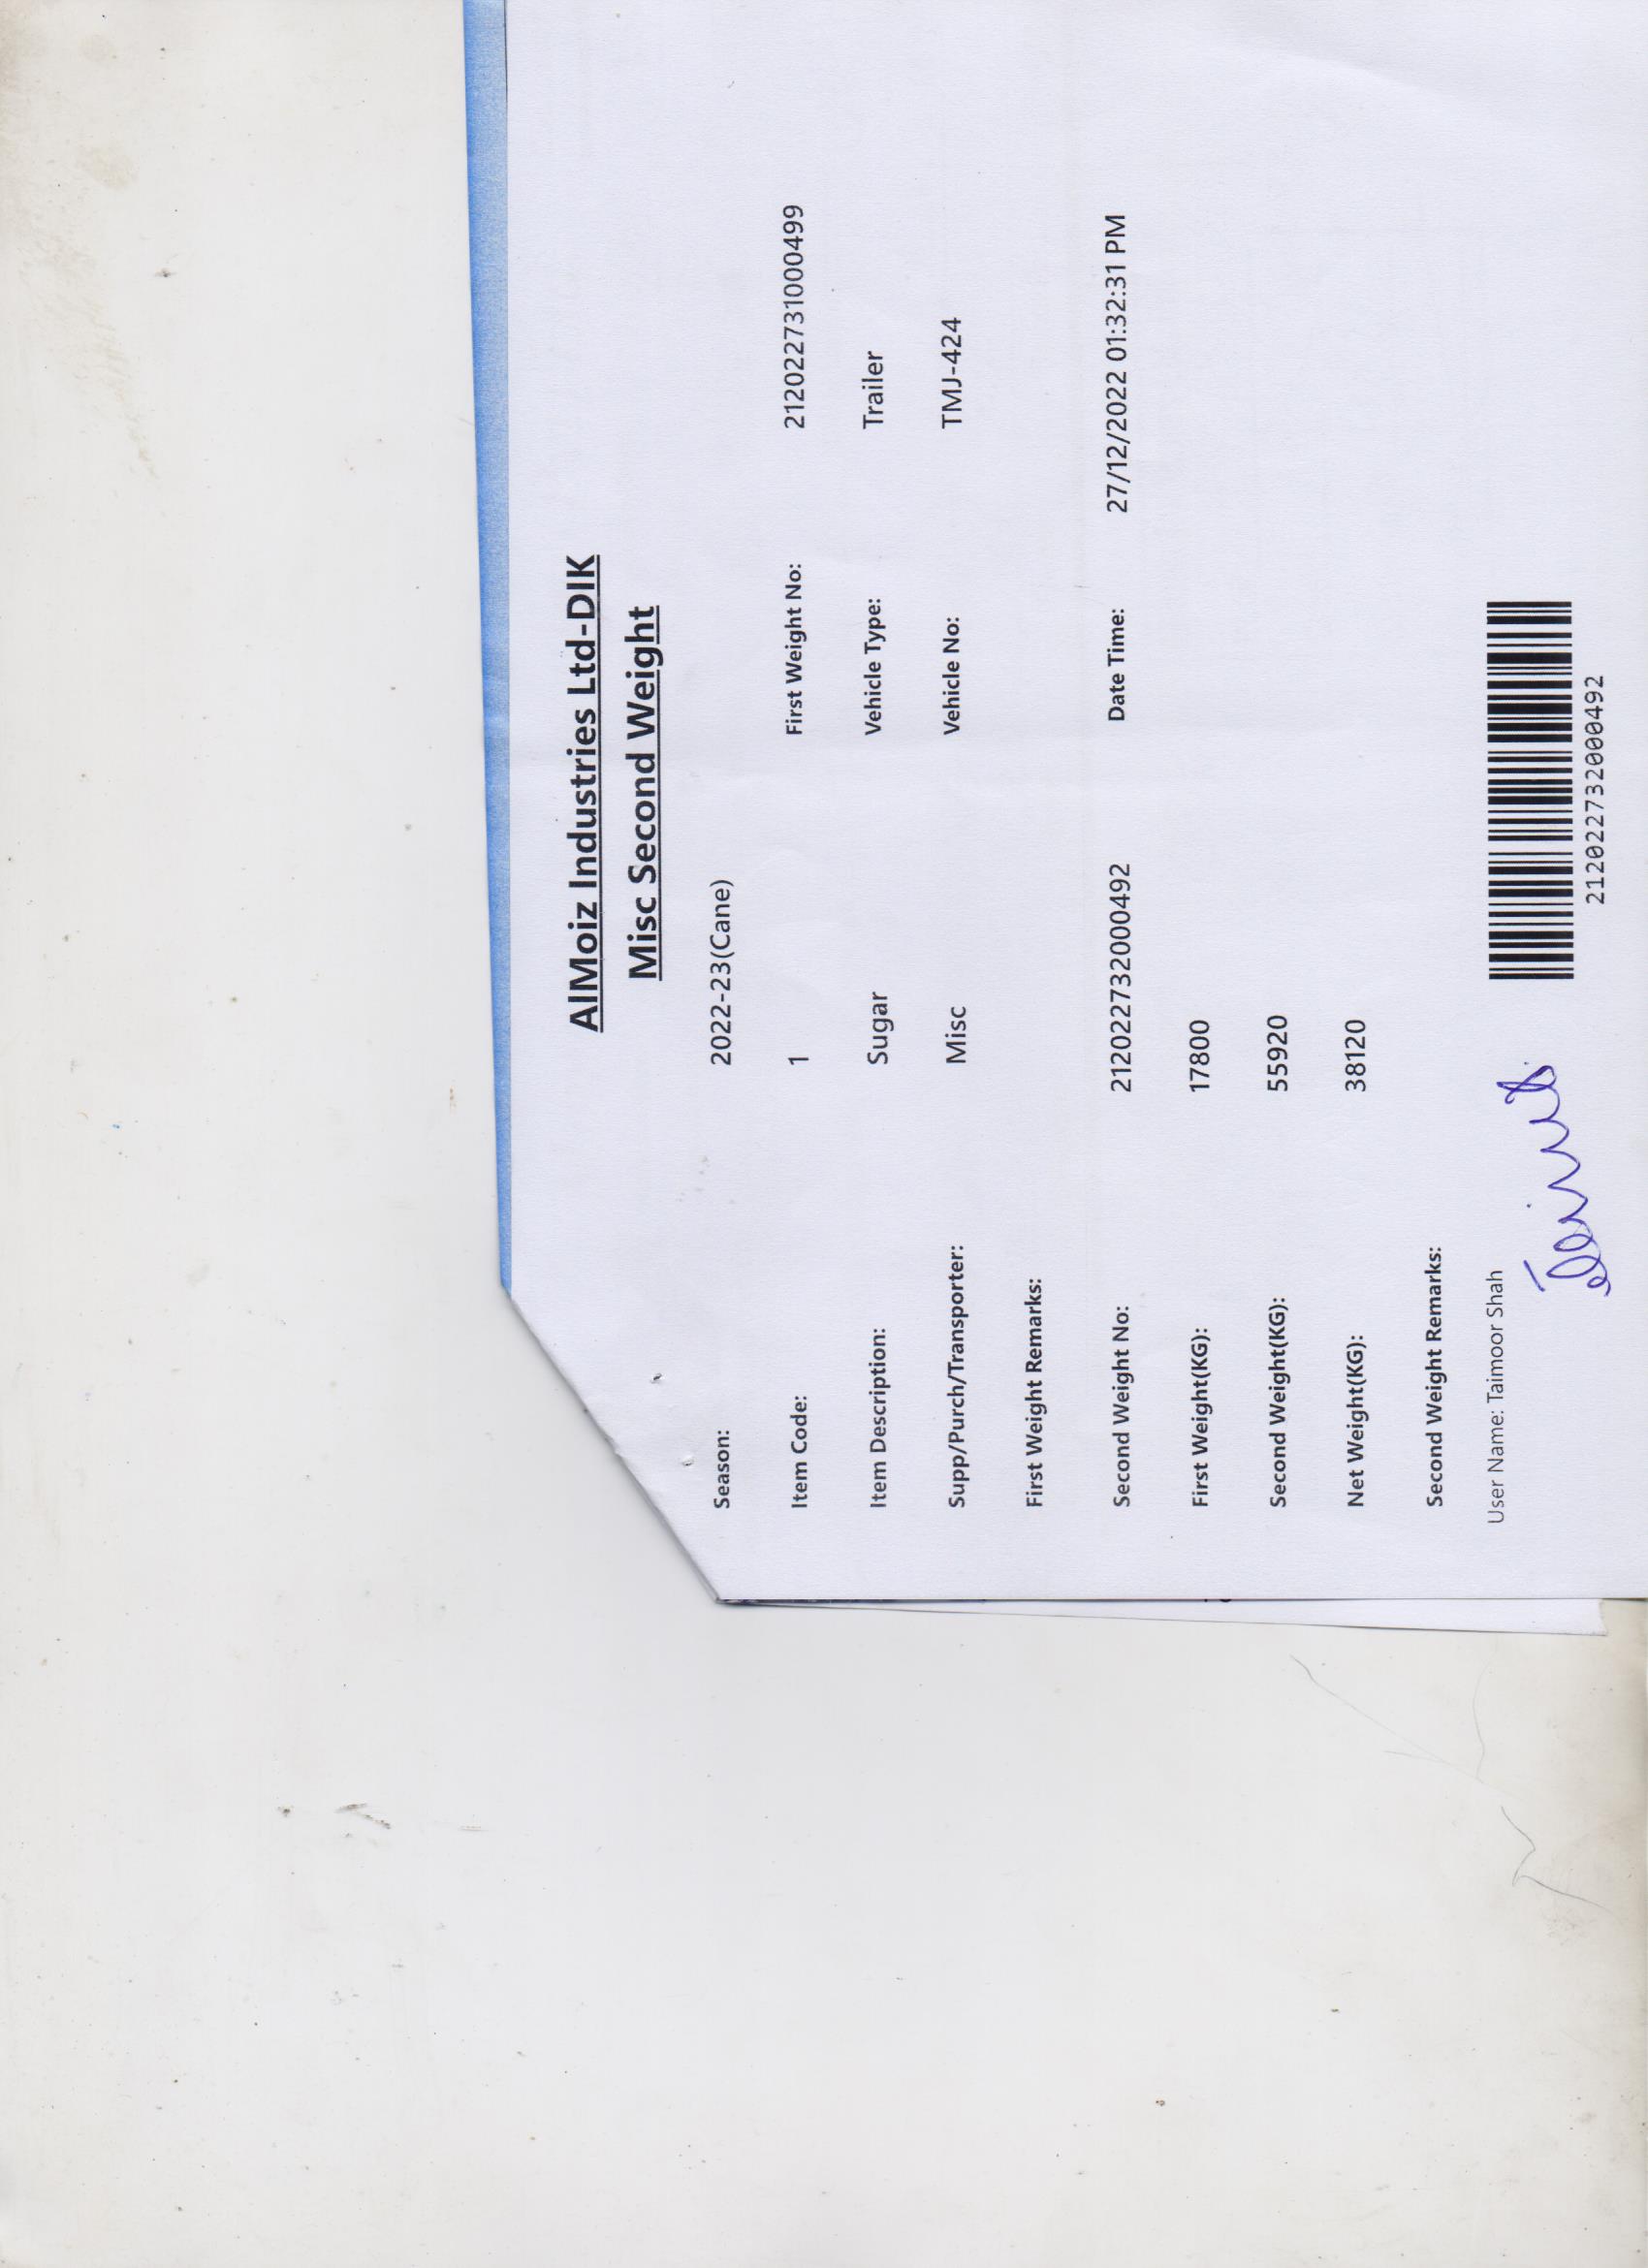 AlMoiz Industries Ltd-DIK
Misc Second Weight
Season: 2022-23(Cane)
Item Code: 1 First Weight No: 2120227310000499
Item Description: Sugar Vehicle Type: Trailer
Supp/Purch/Transporter: Misc Vehicle No: TMJ-424
First Weight Remarks:
Second Weight No: 2120227320000492 Date Time: 27/12/2022 01:32:31 PM
First Weight(KG): 17800
Second Weight(KG): 55920
Net Weight(KG): 38120
Second Weight Remarks:
User Name: Taimoor Shah
2120227320000492